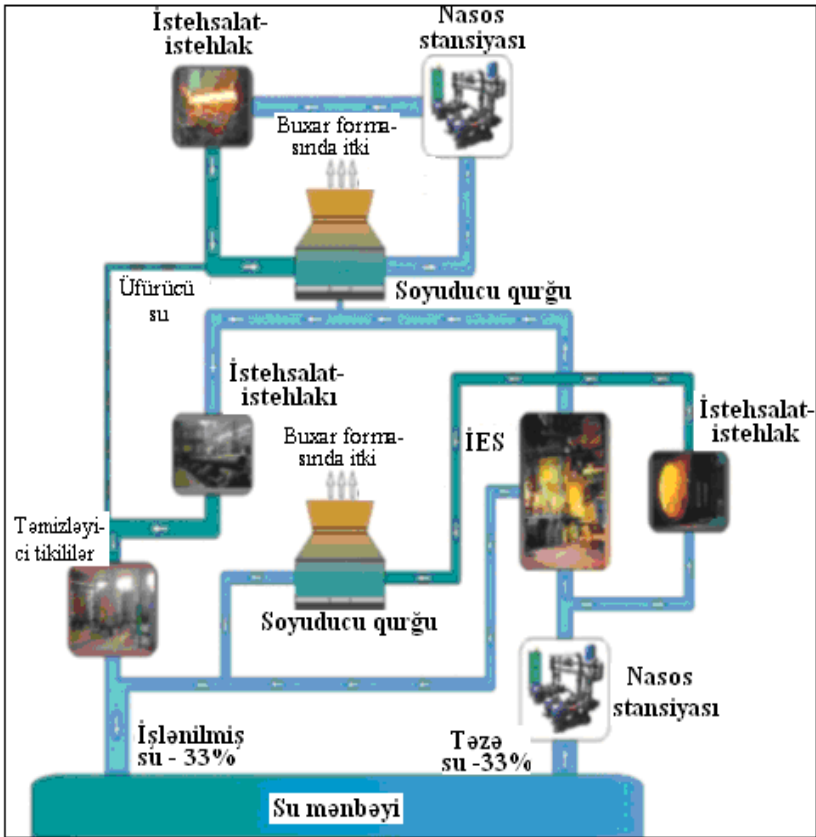 İstehsalat-
istehlak
Nasos
stansiyası
Buxar forma-
sında itki
Üfürücü
su
Soyuducu qurğu
İstehsalat-
istehlakı
Buxar forma-
sında itki
İES
İstehsalat-
istehlak
Təmizləyi-
ci tikililər
Soyuducu qurğu
Nasos
stansiyası
İşlənilmiş
su - 33%
Təzə
su -33%
Su mənbəyi